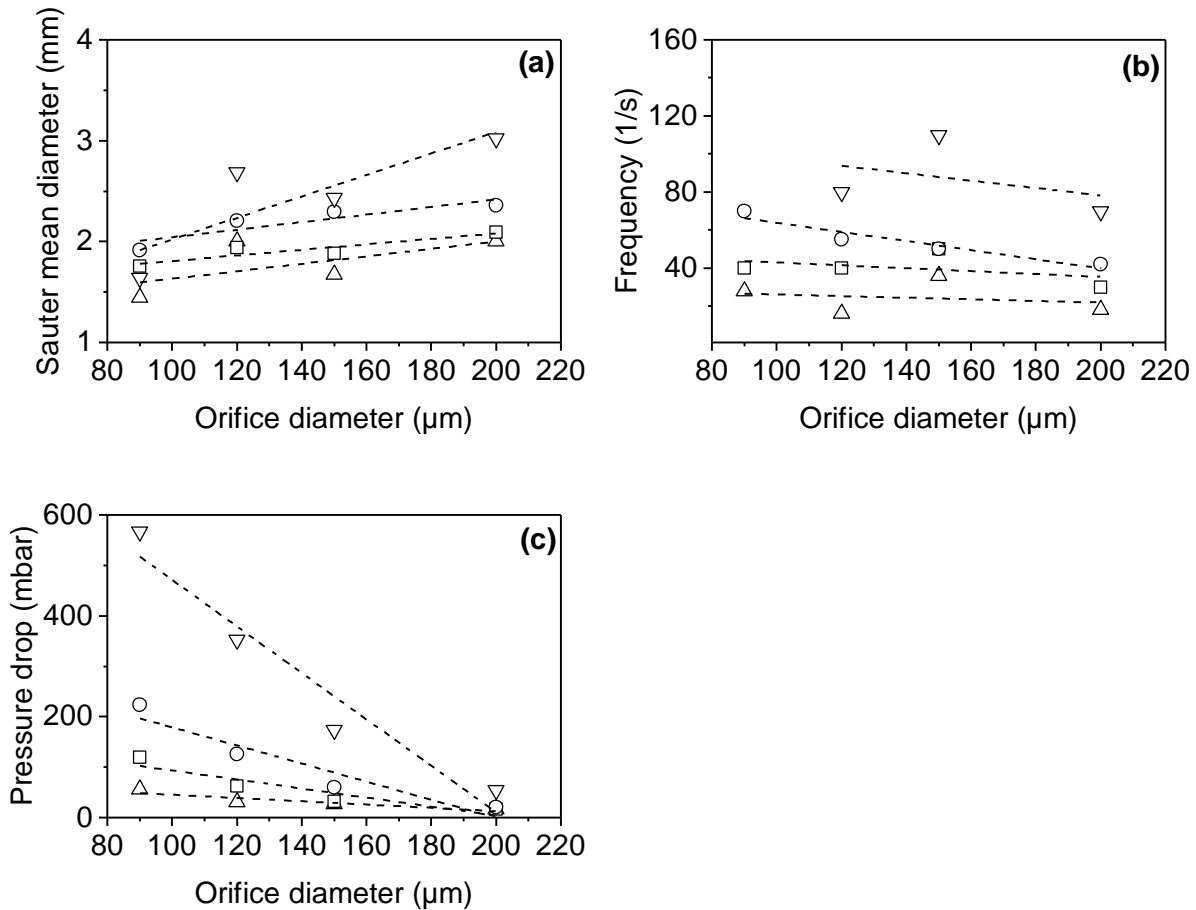 (a)
Sauter mean diameter (mm)
4
3
2
1
80 100 120 140 160 180 200 220
Orifice diameter (µm)
(b)
Frequency (1/s)
160
120
80
40
80 100 120 140 160 180 200 220
Orifice diameter (µm)
(c)
Pressure drop (mbar)
600
400
200
0
80 100 120 140 160 180 200 220
Orifice diameter (µm)